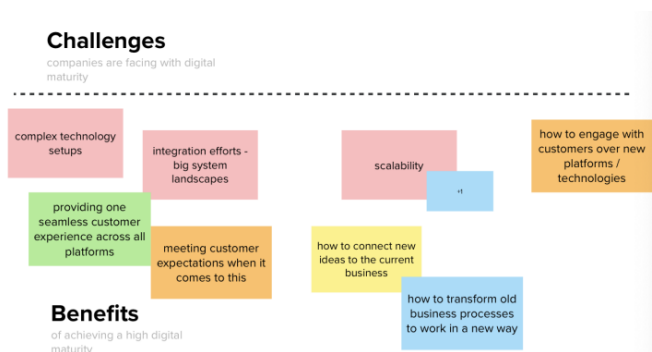 Challenges
companies are facing with digital
maturity
complex technology
setups
integration efforts -
big system
landscapes
scalability
+1
how to engage with
customers over new
platforms /
technologies
providing one
seamless customer
experience across all
platforms
meeting customer
expectations when it
comes to this
how to connect new
ideas to the current
business
how to transform old
business processes
to work in a new way
Benefits
of achieving a high digital
maturity